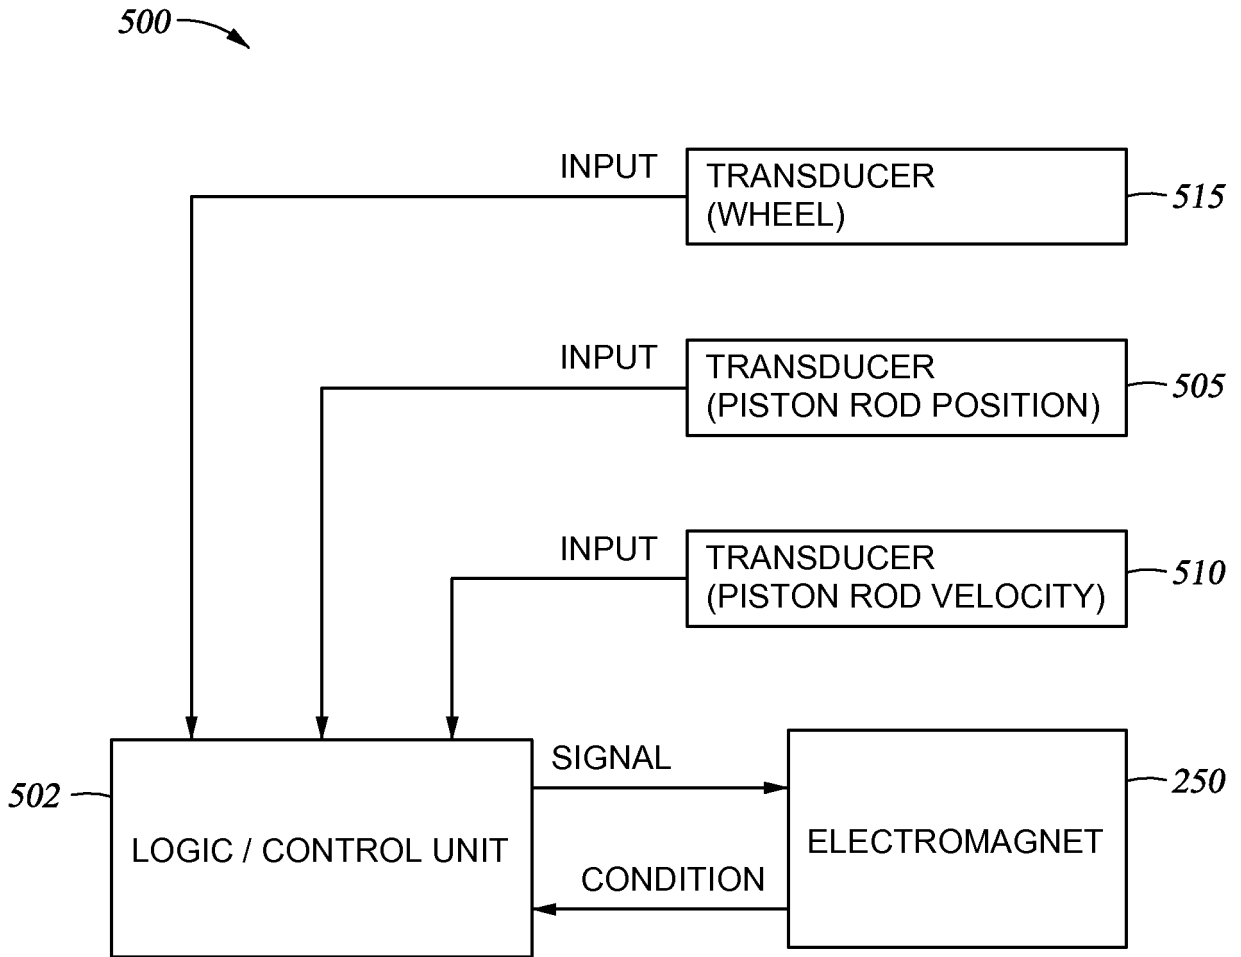 500
INPUT
TRANSDUCER
(WHEEL)
515
INPUT
TRANSDUCER
(PISTON ROD POSITION)
505
INPUT
TRANSDUCER
(PISTON ROD VELOCITY)
510
502
LOGIC / CONTROL UNIT
SIGNAL
CONDITION
ELECTROMAGNET
250